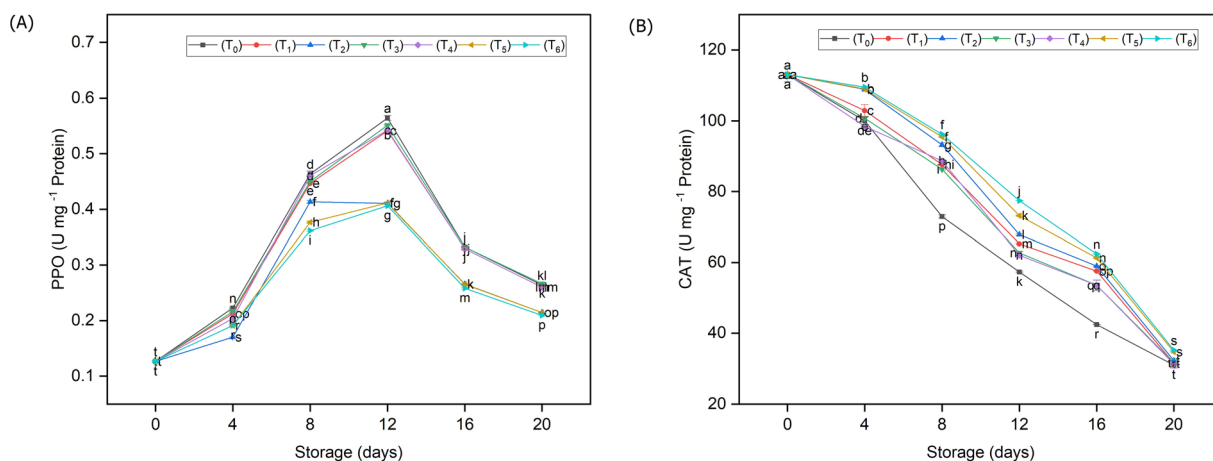 (A)
(T0) (T1) (T2) (T3) (T4) (T5) (T6)
PPO (U mg⁻¹ Protein)
0.7
0.6
0.5
0.4
0.3
0.2
0.1
0 4 8 12 16 20
Storage (days)
t
t
t
n
s
d
e
e
f
h
i
a
c
b
fg
g
j
j
j
k
m
kl
k
op
p
(B)
(T0) (T1) (T2) (T3) (T4) (T5) (T6)
CAT (U mg⁻¹ Protein)
120
100
80
60
40
20
0 4 8 12 16 20
Storage (days)
a
a
a
a
b
b
c
d
de
f
f
g
hi
p
j
k
l
m
n
k
n
n
op
r
s
s
t